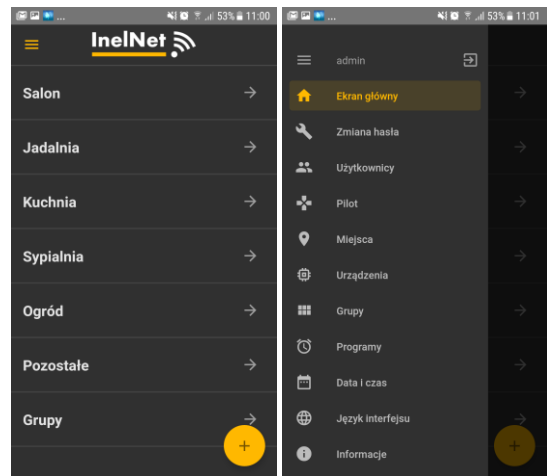 ... 53% 11:00
InelNet
Salon
Jadalnia
Kuchnia
Sypialnia
Ogród
Pozostałe
Grupy
+
... 53% 11:01
admin
Ekran główny
Zmiana hasła
Użytkownicy
Pilot
Miejsca
Urządzenia
Grupy
Programy
Data i czas
Język interfejsu
Informacje
+